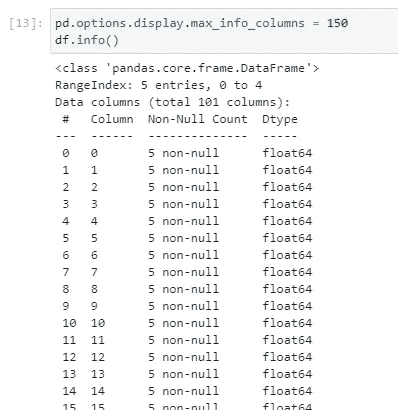 [13]: pd.options.display.max_info_columns = 150
df.info()
<class 'pandas.core.frame.DataFrame'>
RangeIndex: 5 entries, 0 to 4
Data columns (total 101 columns):
 #   Column  Non-Null Count  Dtype
---  ------  --------------  -----
 0   0       5 non-null      float64
 1   1       5 non-null      float64
 2   2       5 non-null      float64
 3   3       5 non-null      float64
 4   4       5 non-null      float64
 5   5       5 non-null      float64
 6   6       5 non-null      float64
 7   7       5 non-null      float64
 8   8       5 non-null      float64
 9   9       5 non-null      float64
 10  10      5 non-null      float64
 11  11      5 non-null      float64
 12  12      5 non-null      float64
 13  13      5 non-null      float64
 14  14      5 non-null      float64
 15  15      5 non-null      float64